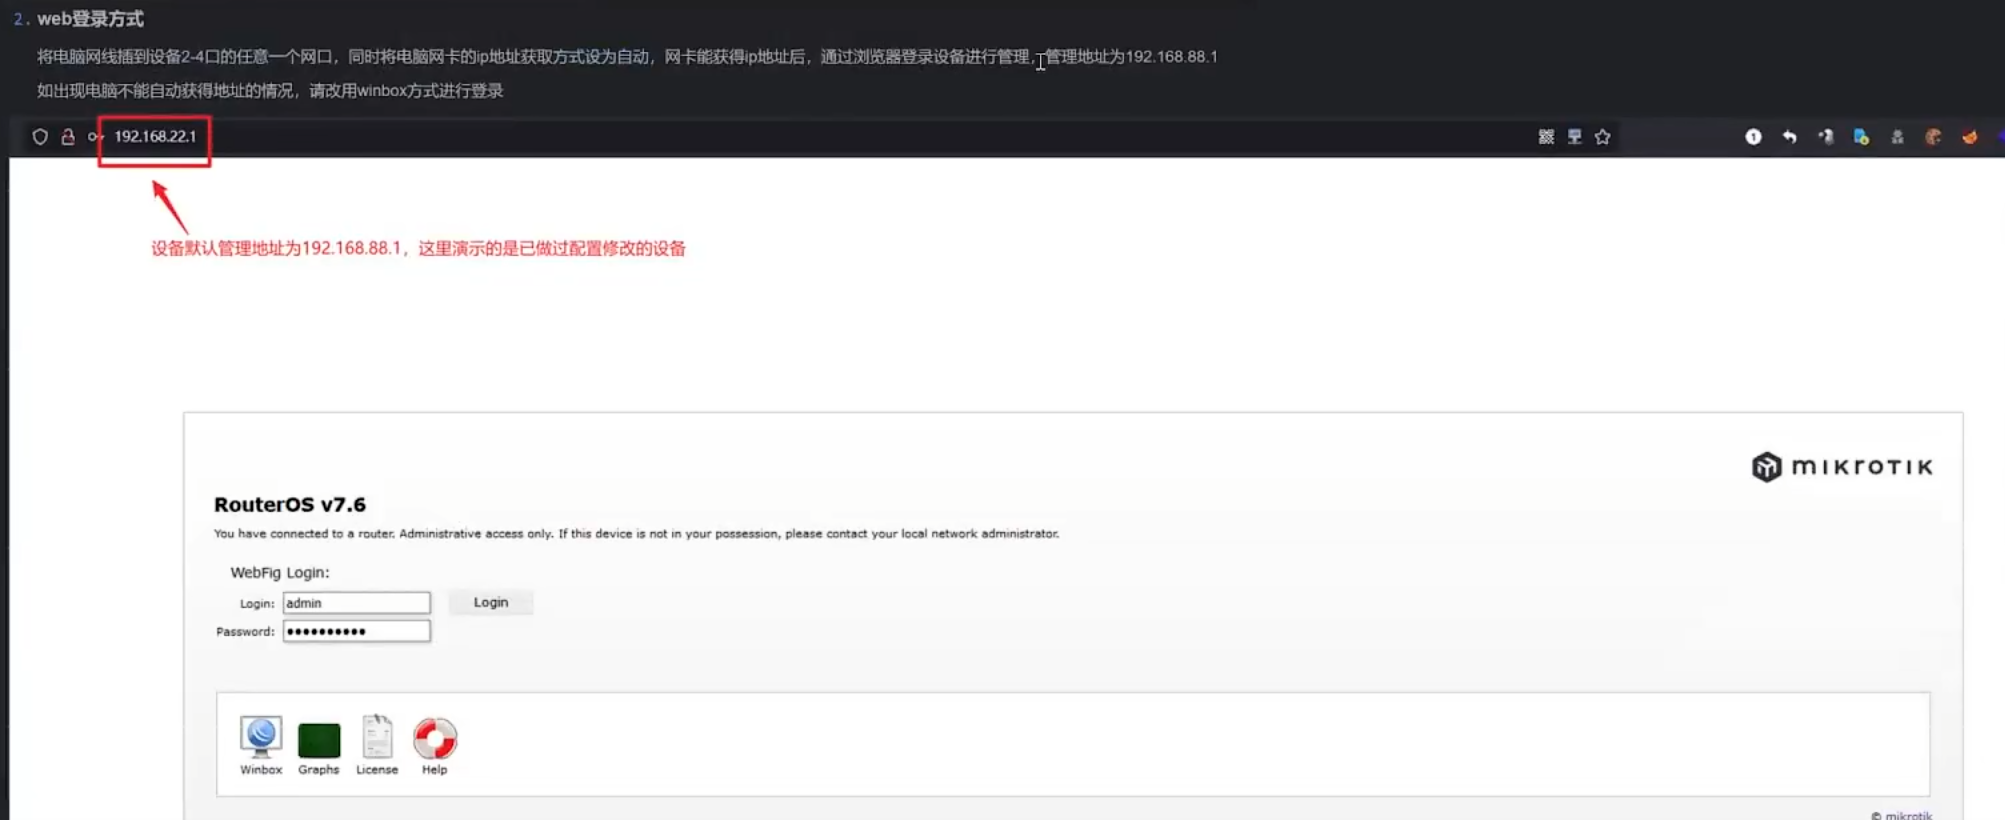 2. web登录方式
将电脑网线插到设备2-4口的任意一个网口，同时将电脑网卡的ip地址获取方式设为自动，网卡能获得ip地址后，通过浏览器登录设备进行管理，管理地址为192.168.88.1
如出现电脑不能自动获得地址的情况，请改用winbox方式进行登录
192.168.22.1
设备默认管理地址为192.168.88.1，这里演示的是已做过配置修改的设备
mikrotik
RouterOS v7.6
You have connected to a router. Administrative access only. If this device is not in your possession, please contact your local network administrator.
WebFig Login:
Login: admin Login
Password: ••••••••••
Winbox Graphs License Help
© mikrotik